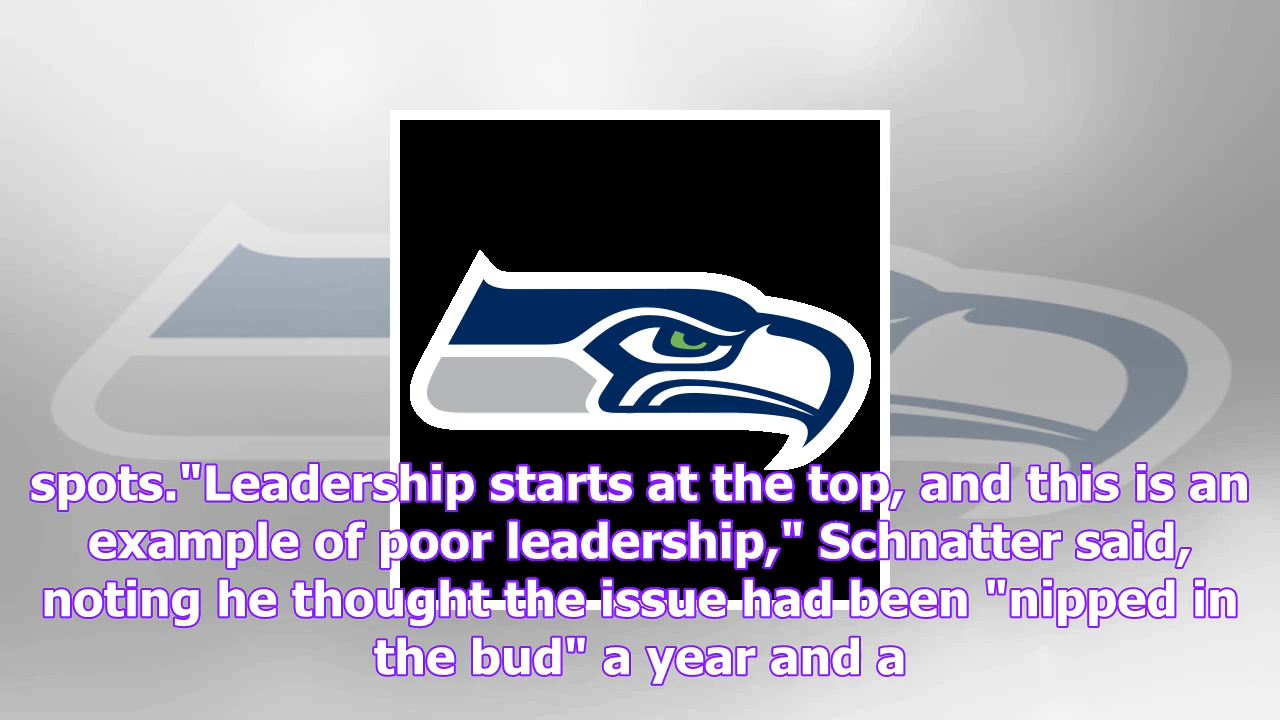 spots."Leadership starts at the top, and this is an
example of poor leadership," Schnatter said,
noting he thought the issue had been "nipped in
the bud" a year and a